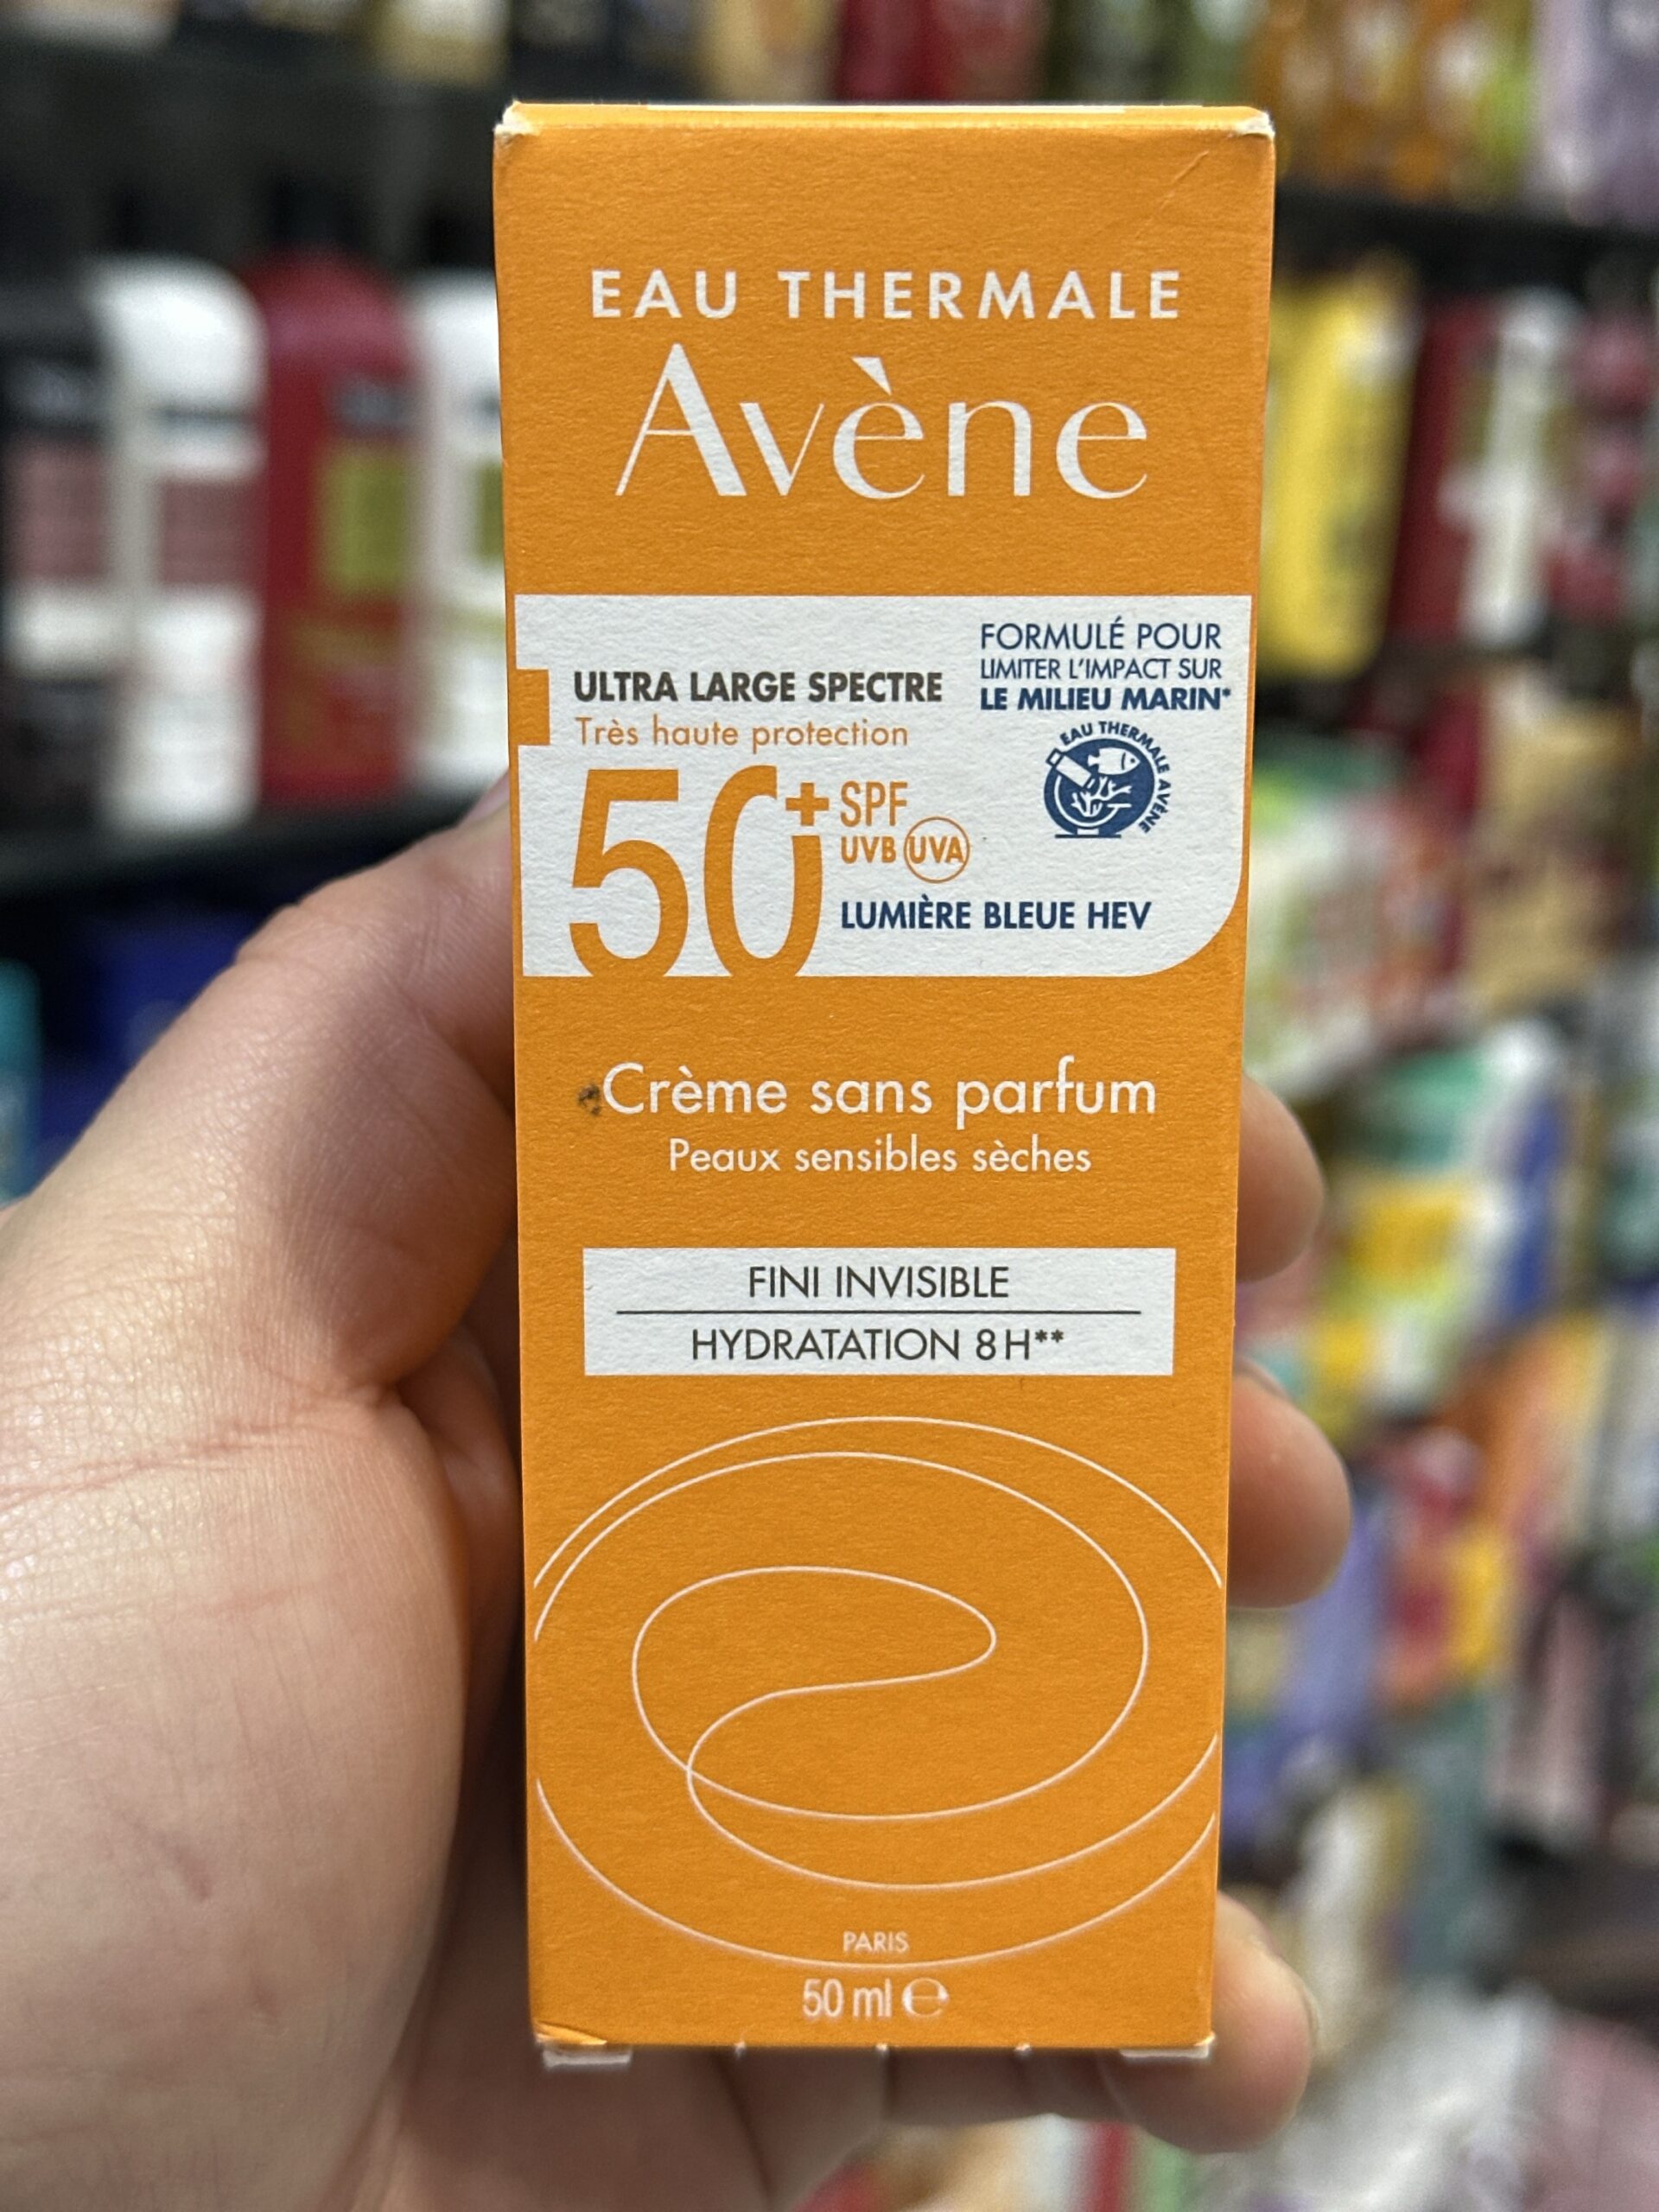 EAU THERMALE
Avène
ULTRA LARGE SPECTRE
Très haute protection
50+ SPF
UVB UVA
LUMIÈRE BLEUE HEV
FORMULÉ POUR
LIMITER L'IMPACT SUR
LE MILIEU MARIN*
EAU THERMALE AVÈNE
Crème sans parfum
Peaux sensibles sèches
FINI INVISIBLE
HYDRATATION 8H**
PARIS
50 ml e